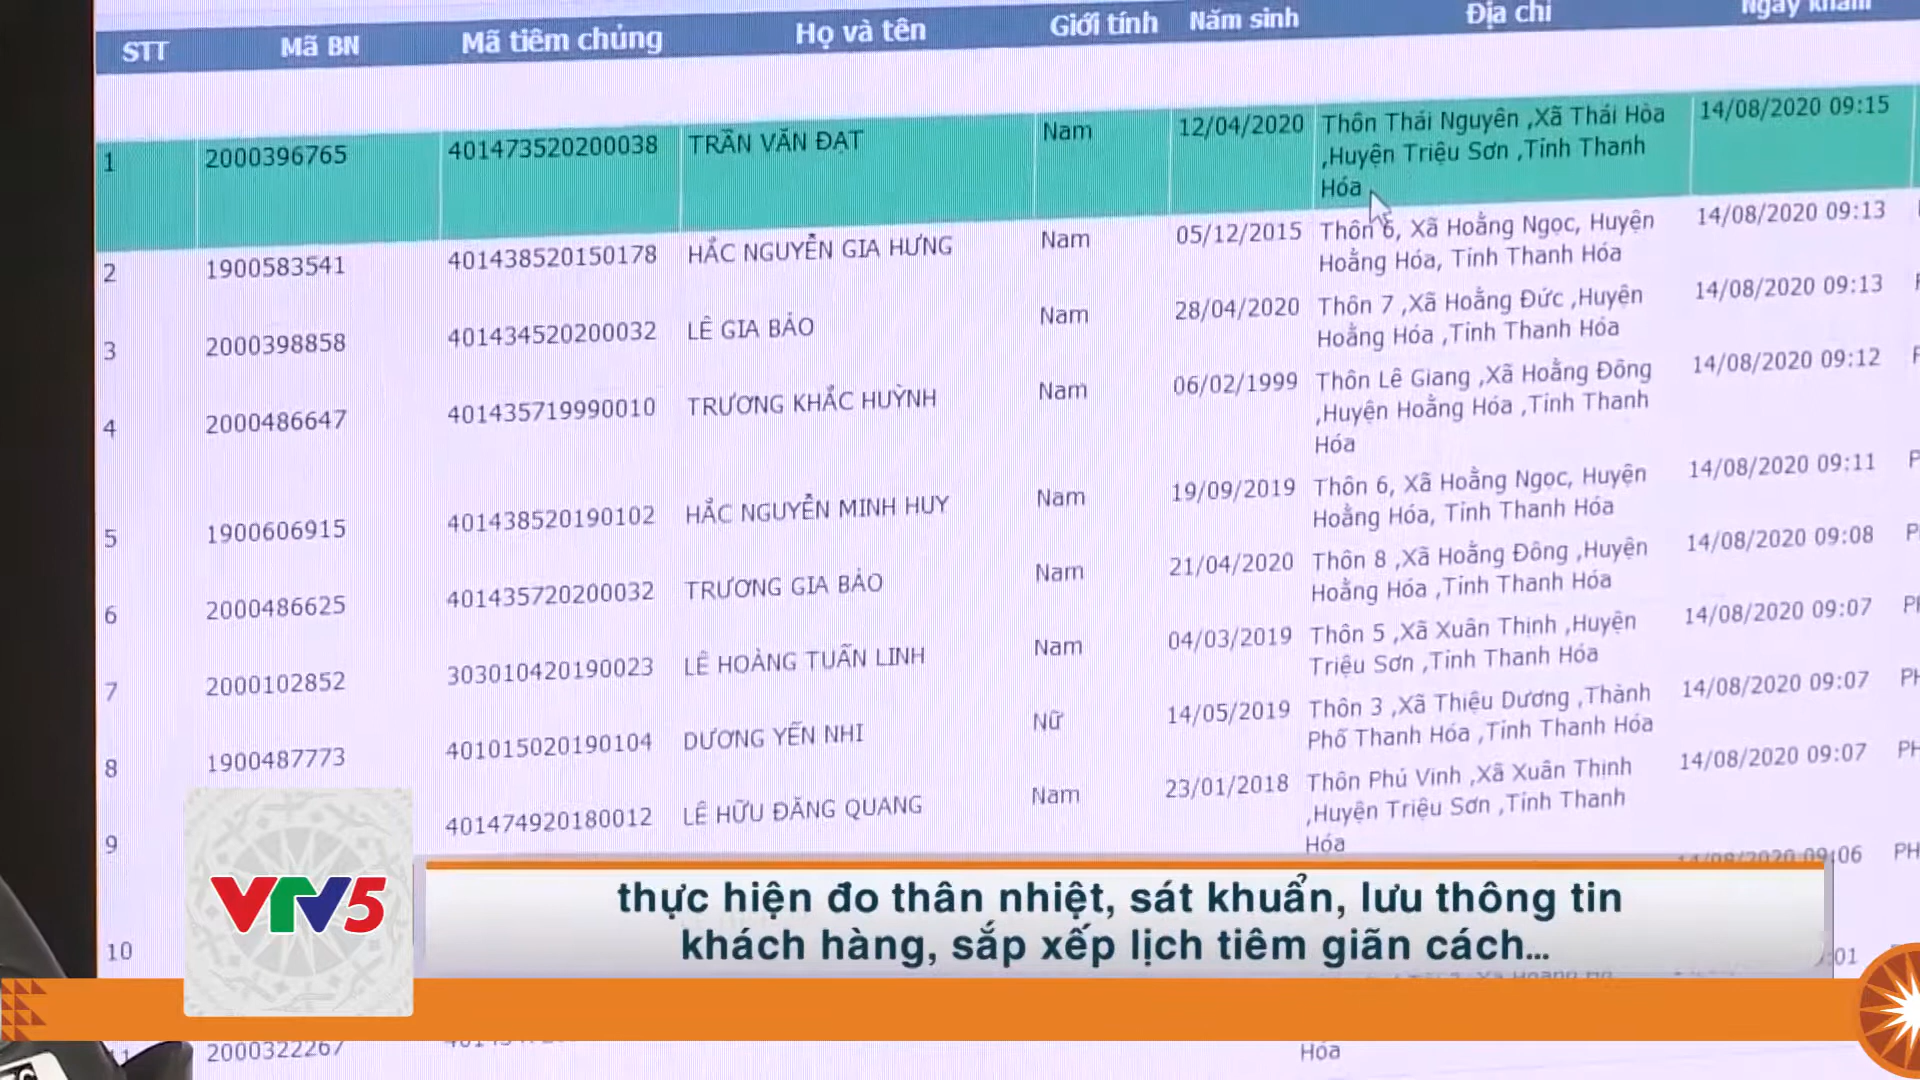 STT Mã BN Mã tiêm chủng Họ và tên Giới tính Năm sinh Địa chỉ Ngày khám
1 2000396765 401473520200038 TRẦN VĂN ĐẠT Nam 12/04/2020 Thôn Thái Nguyên ,Xã Thái Hòa 14/08/2020 09:15
,Huyện Triệu Sơn ,Tỉnh Thanh
Hóa
2 1900583541 401438520150178 HẮC NGUYỄN GIA HƯNG Nam 05/12/2015 Thôn 6, Xã Hoằng Ngọc, Huyện 14/08/2020 09:13
Hoằng Hóa, Tỉnh Thanh Hóa
3 2000398858 401434520200032 LÊ GIA BẢO Nam 28/04/2020 Thôn 7 ,Xã Hoằng Đức ,Huyện 14/08/2020 09:13
Hoằng Hóa ,Tỉnh Thanh Hóa
4 2000486647 401435719990010 TRƯƠNG KHẮC HUỲNH Nam 06/02/1999 Thôn Lê Giang ,Xã Hoằng Đông 14/08/2020 09:12
,Huyện Hoằng Hóa ,Tỉnh Thanh
Hóa
5 1900606915 401438520190102 HẮC NGUYỄN MINH HUY Nam 19/09/2019 Thôn 6, Xã Hoằng Ngọc, Huyện 14/08/2020 09:11
Hoằng Hóa, Tỉnh Thanh Hóa
6 2000486625 401435720200032 TRƯƠNG GIA BẢO Nam 21/04/2020 Thôn 8 ,Xã Hoằng Đông ,Huyện 14/08/2020 09:08
Hoằng Hóa ,Tỉnh Thanh Hóa
7 2000102852 303010420190023 LÊ HOÀNG TUẤN LINH Nam 04/03/2019 Thôn 5 ,Xã Xuân Thịnh ,Huyện 14/08/2020 09:07
Triệu Sơn ,Tỉnh Thanh Hóa
8 1900487773 401015020190104 DƯƠNG YẾN NHI Nữ 14/05/2019 Thôn 3 ,Xã Thiệu Dương ,Thành 14/08/2020 09:07 PH
Phố Thanh Hóa ,Tỉnh Thanh Hóa
9 401474920180012 LÊ HỮU ĐĂNG QUANG Nam 23/01/2018 Thôn Phú Vinh ,Xã Xuân Thịnh 14/08/2020 09:07 PH
,Huyện Triệu Sơn ,Tỉnh Thanh
Hóa
09:06 PH
VTV5
thực hiện đo thân nhiệt, sát khuẩn, lưu thông tin
khách hàng, sắp xếp lịch tiêm giãn cách...
10
2000322267
Hóa